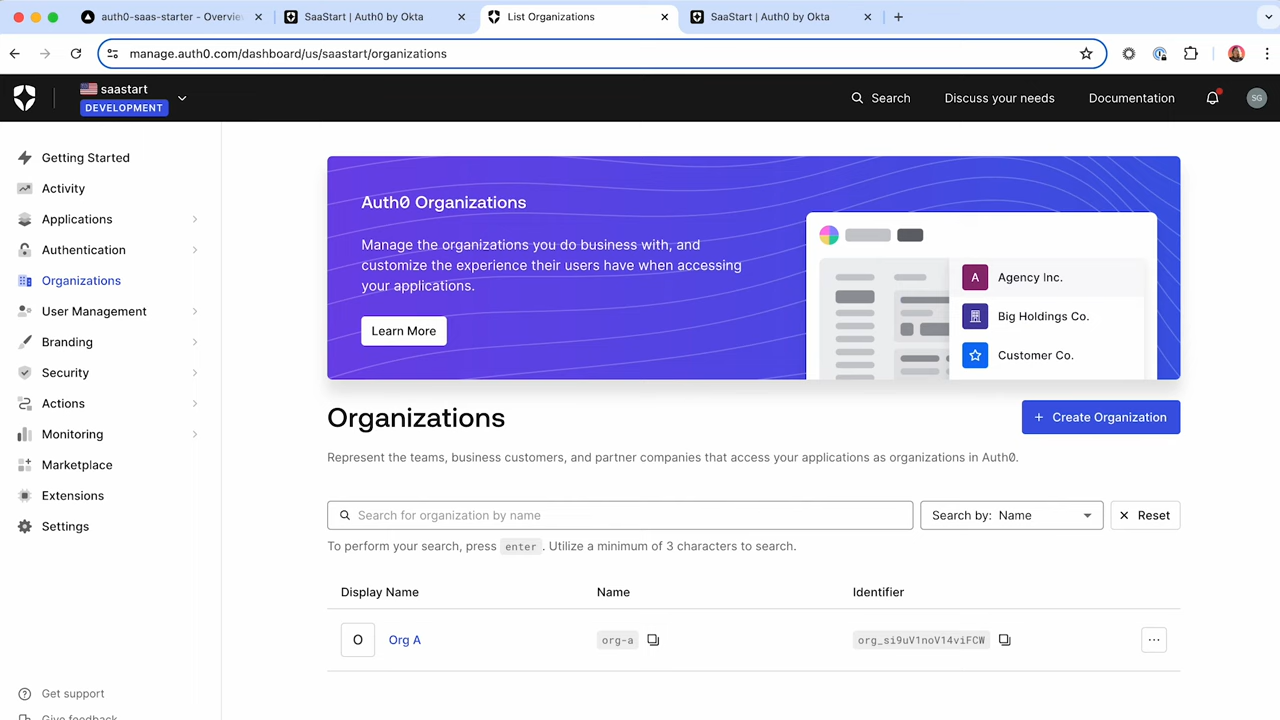 auth0-saas-starter - Overvie
SaaStart | Auth0 by Okta
List Organizations
SaaStart | Auth0 by Okta
manage.auth0.com/dashboard/us/saastart/organizations
saastart
DEVELOPMENT
Search
Discuss your needs
Documentation
SG
Getting Started
Activity
Applications
Authentication
Organizations
User Management
Branding
Security
Actions
Monitoring
Marketplace
Extensions
Settings
Get support
Give feedback
Auth0 Organizations
Manage the organizations you do business with, and
customize the experience their users have when accessing
your applications.
Learn More
A Agency Inc.
Big Holdings Co.
Customer Co.
Organizations
+ Create Organization
Represent the teams, business customers, and partner companies that access your applications as organizations in Auth0.
Search for organization by name
Search by: Name
Reset
To perform your search, press enter . Utilize a minimum of 3 characters to search.
Display Name Name Identifier
O Org A org-a org_si9uV1noV14viFCW